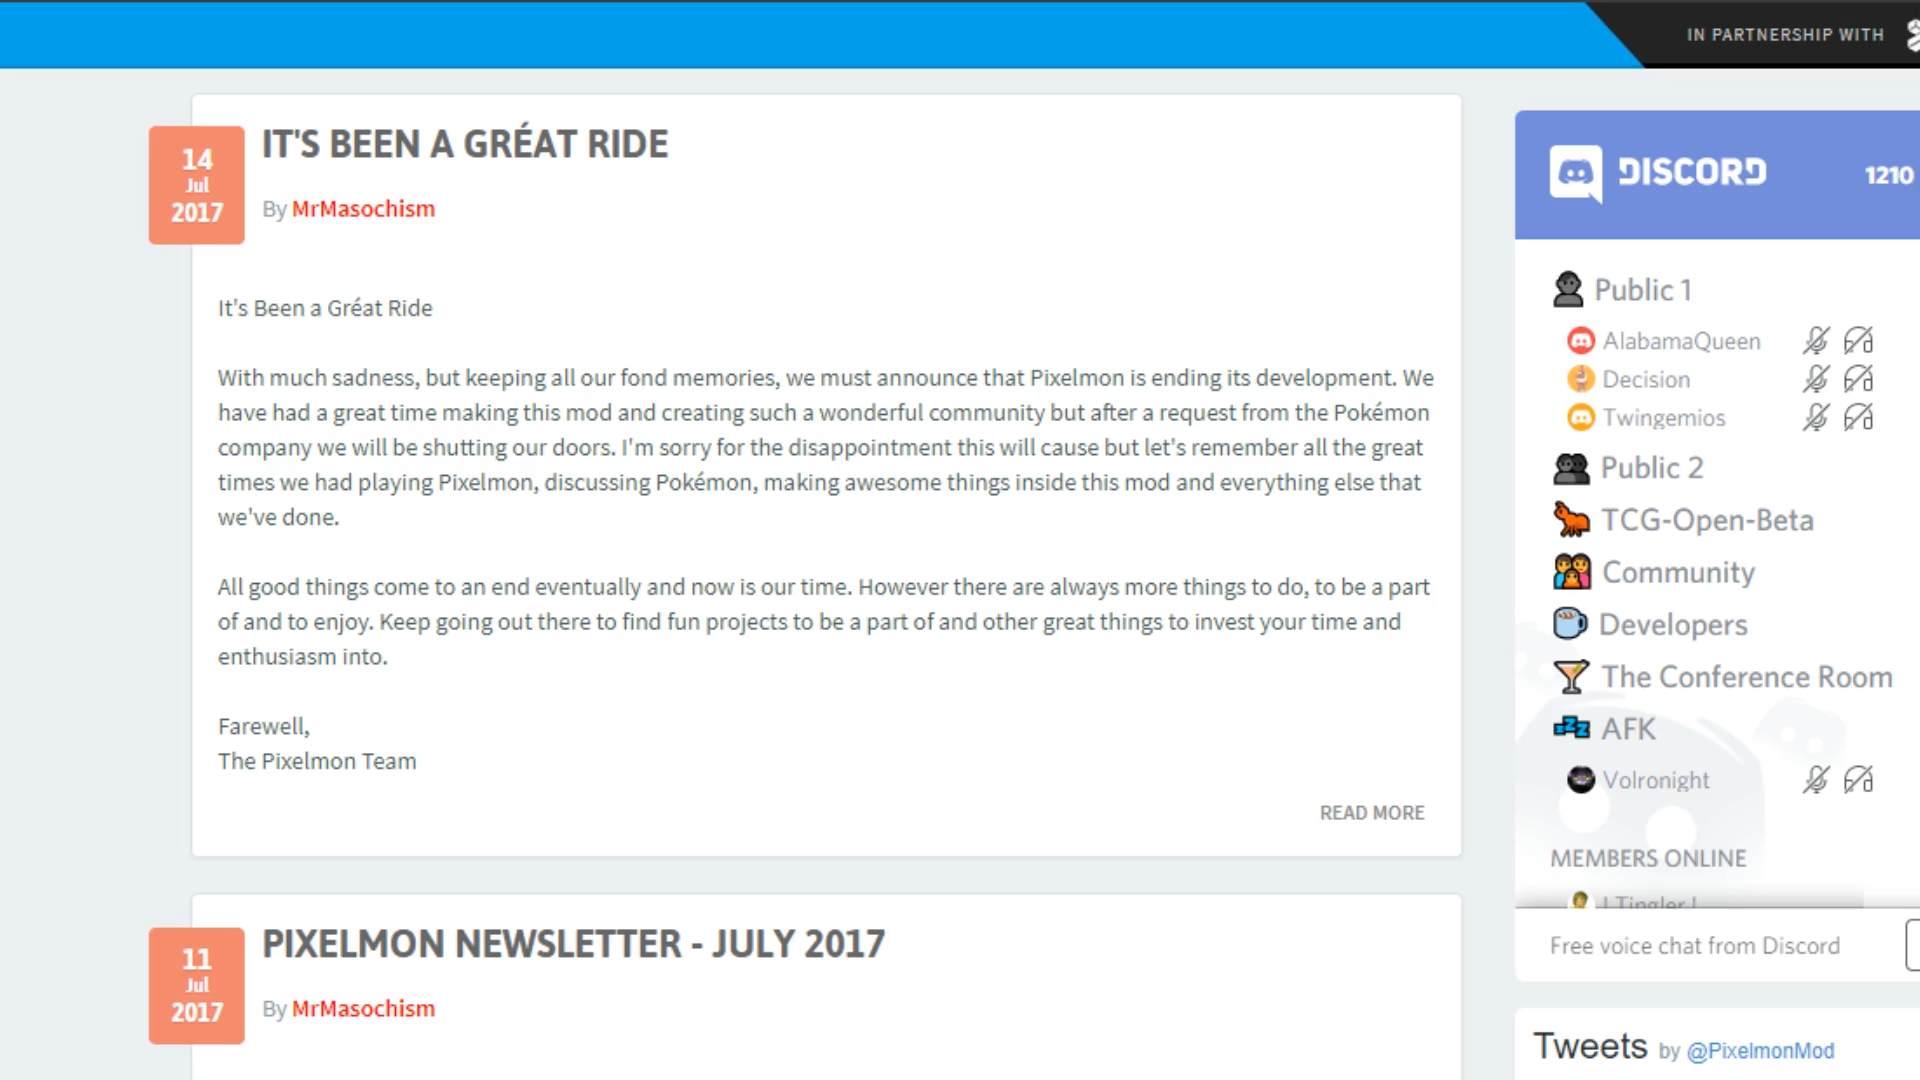 IN PARTNERSHIP WITH
14
Jul
2017
IT'S BEEN A GRÉAT RIDE
By MrMasochism
It's Been a Gréat Ride
With much sadness, but keeping all our fond memories, we must announce that Pixelmon is ending its development. We
have had a great time making this mod and creating such a wonderful community but after a request from the Pokémon
company we will be shutting our doors. I'm sorry for the disappointment this will cause but let's remember all the great
times we had playing Pixelmon, discussing Pokémon, making awesome things inside this mod and everything else that
we've done.
All good things come to an end eventually and now is our time. However there are always more things to do, to be a part
of and to enjoy. Keep going out there to find fun projects to be a part of and other great things to invest your time and
enthusiasm into.
Farewell,
The Pixelmon Team
READ MORE
11
Jul
2017
PIXELMON NEWSLETTER - JULY 2017
By MrMasochism
DISCORD 1210
Public 1
AlabamaQueen
Decision
Twingemios
Public 2
TCG-Open-Beta
Community
Developers
The Conference Room
AFK
Volronight
MEMBERS ONLINE
Free voice chat from Discord
Tweets by @PixelmonMod